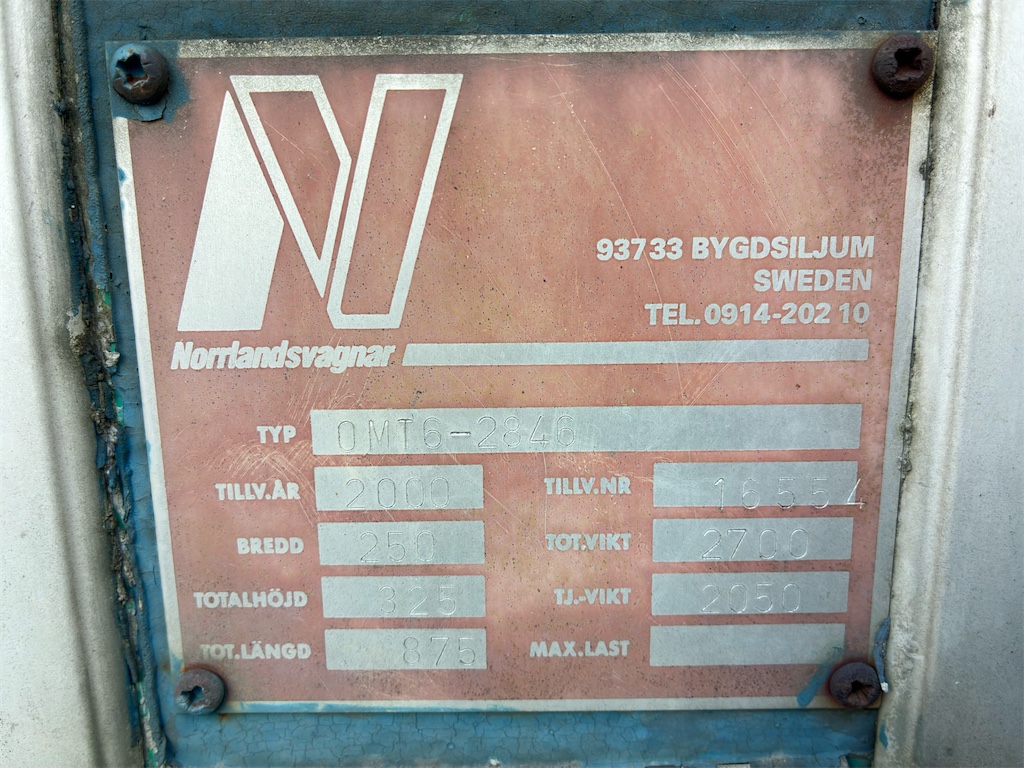 93733 BYGDSILJUM
SWEDEN
TEL. 0914-202 10
Norrlandsvagnar
TYP OMT6-2846
TILLV.ÅR 2000 TILLV.NR 16554
BREDD 250 TOT.VIKT 2700
TOTALHÖJD 325 TJ.-VIKT 2050
TOT.LÄNGD 875 MAX.LAST